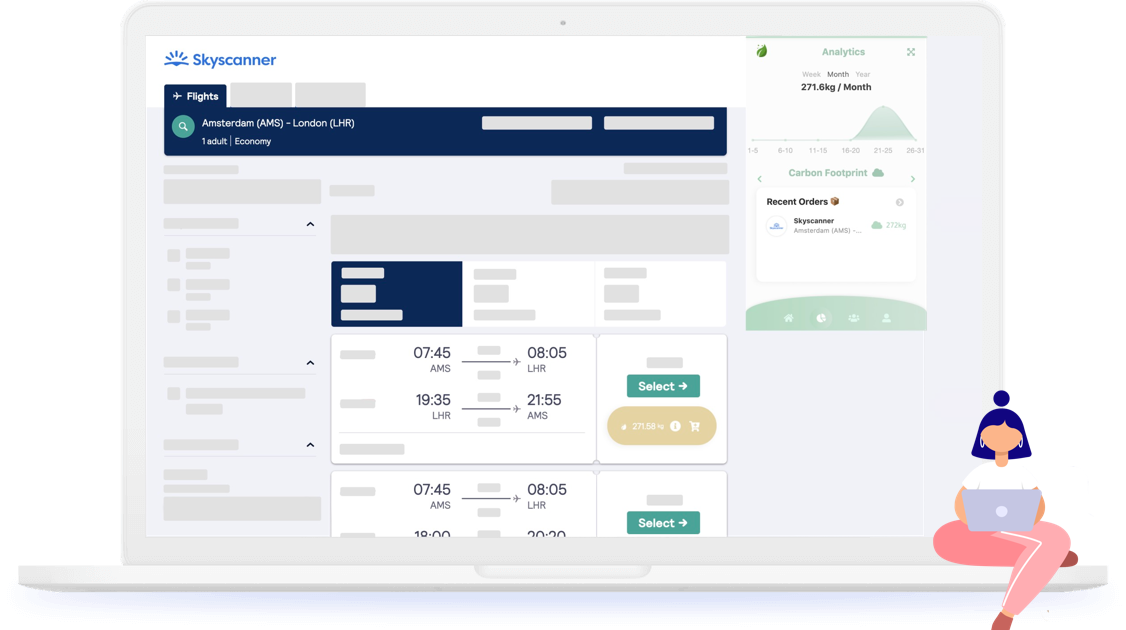 Skyscanner
Flights
Amsterdam (AMS) – London (LHR)
1 adult | Economy
07:45
08:05
AMS
LHR
19:35
21:55
LHR
AMS
Select →
271.58 kg
07:45
08:05
AMS
LHR
Select →
18:00
20:20
Analytics
Week Month Year
271.6kg / Month
1-5 6-10 11-15 16-20 21-25 26-31
Carbon Footprint
Recent Orders
Skyscanner
Amsterdam (AMS) –...
272kg